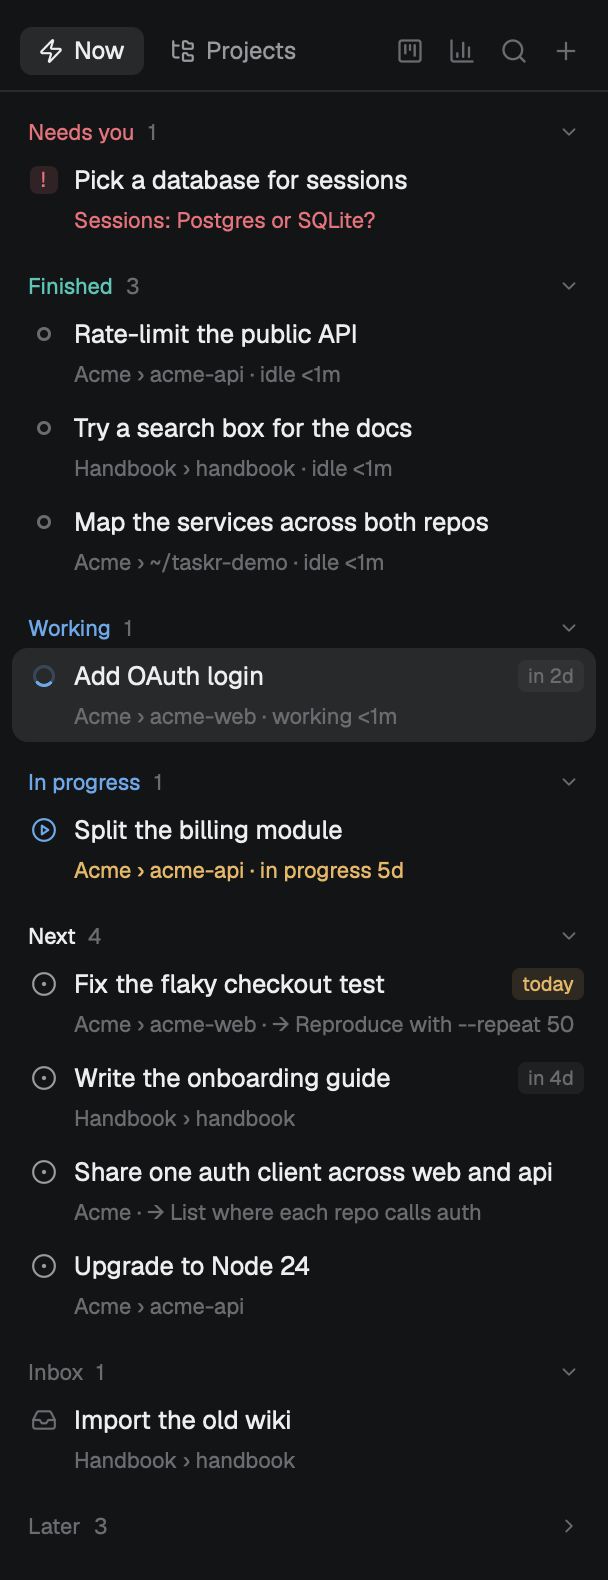 Now Projects
Needs you 1
! Pick a database for sessions
Sessions: Postgres or SQLite?
Finished 3
Rate-limit the public API
Acme › acme-api · idle <1m
Try a search box for the docs
Handbook › handbook · idle <1m
Map the services across both repos
Acme › ~/taskr-demo · idle <1m
Working 1
Add OAuth login in 2d
Acme › acme-web · working <1m
In progress 1
Split the billing module
Acme › acme-api · in progress 5d
Next 4
Fix the flaky checkout test today
Acme › acme-web · → Reproduce with --repeat 50
Write the onboarding guide in 4d
Handbook › handbook
Share one auth client across web and api
Acme · → List where each repo calls auth
Upgrade to Node 24
Acme › acme-api
Inbox 1
Import the old wiki
Handbook › handbook
Later 3